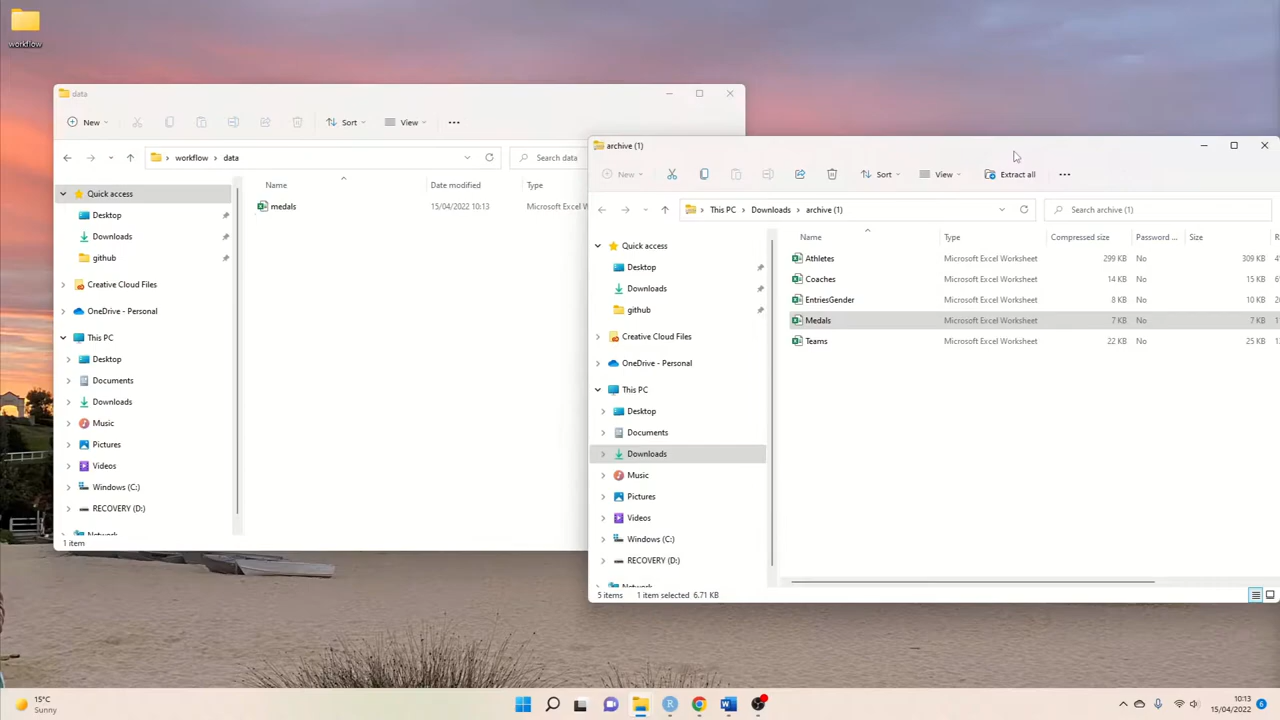 workflow
data
New
Sort
View
workflow
data
Search data
Name
Date modified
Type
medals
15/04/2022 10:13
Microsoft Excel W
Quick access
Desktop
Downloads
github
Creative Cloud Files
OneDrive - Personal
This PC
Desktop
Documents
Downloads
Music
Pictures
Videos
Windows (C:)
RECOVERY (D:)
Network
1 item
archive (1)
New
Sort
View
Extract all
This PC
Downloads
archive (1)
Search archive (1)
Name
Type
Compressed size
Password ...
Size
R
Athletes Microsoft Excel Worksheet 299 KB No 309 KB
Coaches Microsoft Excel Worksheet 14 KB No 15 KB
EntriesGender Microsoft Excel Worksheet 8 KB No 10 KB
Medals Microsoft Excel Worksheet 7 KB No 7 KB
Teams Microsoft Excel Worksheet 22 KB No 25 KB
Quick access
Desktop
Downloads
github
Creative Cloud Files
OneDrive - Personal
This PC
Desktop
Documents
Downloads
Music
Pictures
Videos
Windows (C:)
RECOVERY (D:)
Network
5 items 1 item selected 6.71 KB
15°C
Sunny
10:13
15/04/2022
6